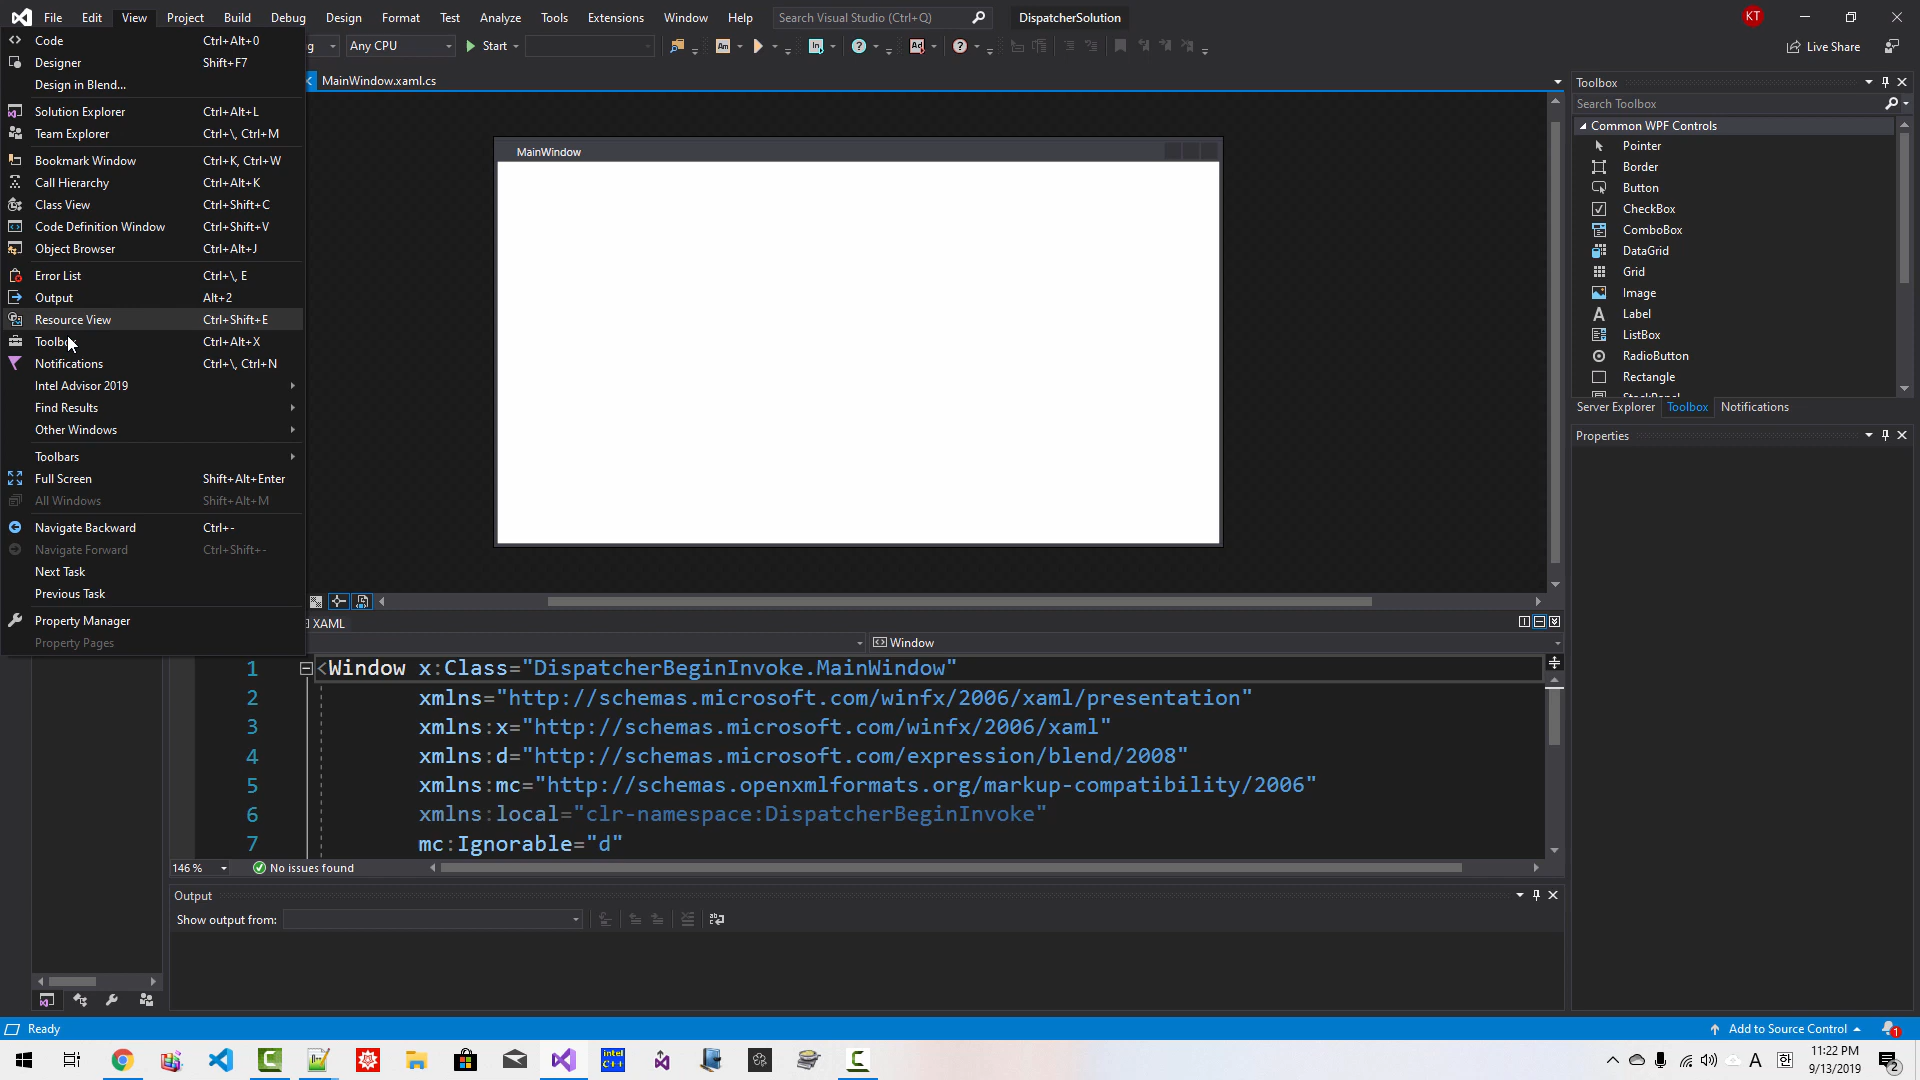 File Edit View Project Build Debug Design Format Test Analyze Tools Extensions Window Help Search Visual Studio (Ctrl+Q) DispatcherSolution KT
g Any CPU Start Live Share
Code Ctrl+Alt+0
Designer Shift+F7
Design in Blend...
Solution Explorer Ctrl+Alt+L
Team Explorer Ctrl+\, Ctrl+M
Bookmark Window Ctrl+K, Ctrl+W
Call Hierarchy Ctrl+Alt+K
Class View Ctrl+Shift+C
Code Definition Window Ctrl+Shift+V
Object Browser Ctrl+Alt+J
Error List Ctrl+\, E
Output Alt+2
Resource View Ctrl+Shift+E
Toolbox Ctrl+Alt+X
Notifications Ctrl+\, Ctrl+N
Intel Advisor 2019
Find Results
Other Windows
Toolbars
Full Screen Shift+Alt+Enter
All Windows Shift+Alt+M
Navigate Backward Ctrl+-
Navigate Forward Ctrl+Shift+-
Next Task
Previous Task
Property Manager
Property Pages
MainWindow.xaml.cs
MainWindow
XAML
Window
1 <Window x:Class="DispatcherBeginInvoke.MainWindow"
2 xmlns="http://schemas.microsoft.com/winfx/2006/xaml/presentation"
3 xmlns:x="http://schemas.microsoft.com/winfx/2006/xaml"
4 xmlns:d="http://schemas.microsoft.com/expression/blend/2008"
5 xmlns:mc="http://schemas.openxmlformats.org/markup-compatibility/2006"
6 xmlns:local="clr-namespace:DispatcherBeginInvoke"
7 mc:Ignorable="d"
146 % No issues found
Output
Show output from:
Toolbox
Search Toolbox
Common WPF Controls
Pointer
Border
Button
CheckBox
ComboBox
DataGrid
Grid
Image
Label
ListBox
RadioButton
Rectangle
StackPanel
Server Explorer Toolbox Notifications
Properties
Ready Add to Source Control 1
intel C++ A 한 11:22 PM
9/13/2019 2